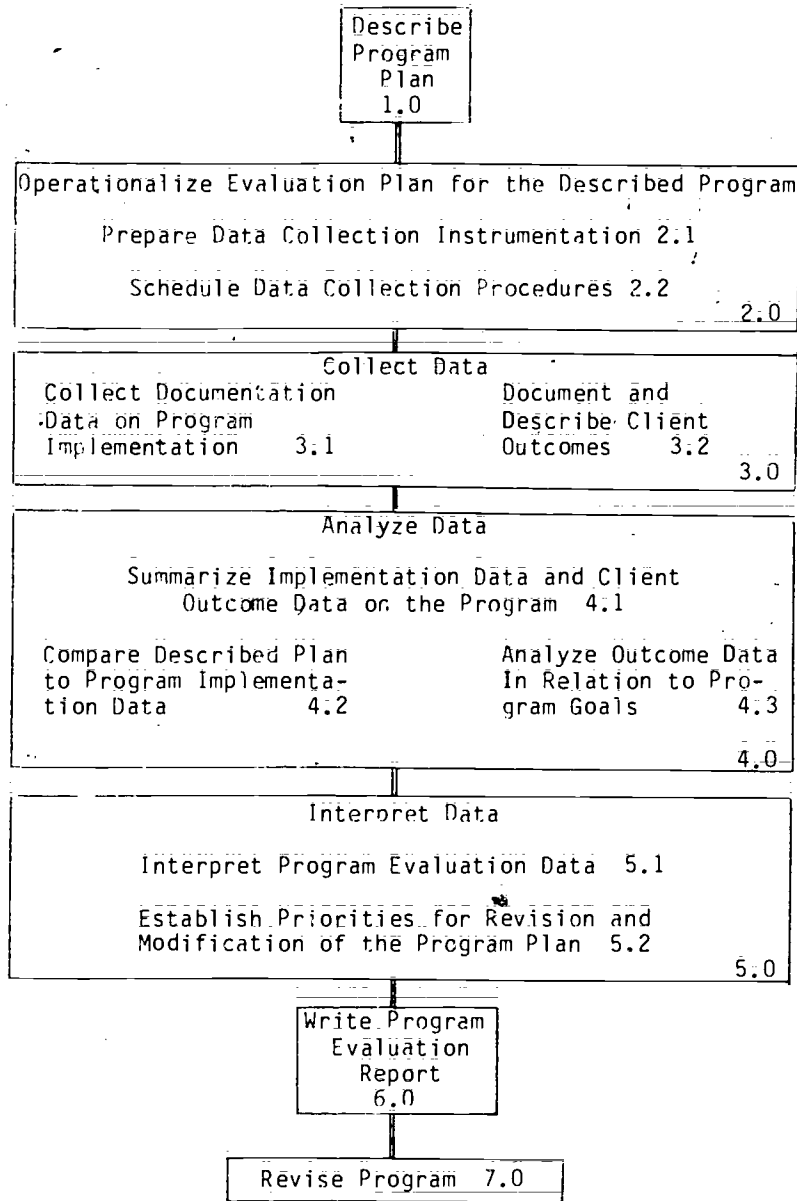 Describe
Program
Plan
1.0
Operationalize Evaluation Plan for the Described Program
Prepare Data Collection Instrumentation 2.1
Schedule Data Collection Procedures 2.2
2.0
Collect Data
Collect Documentation
Data on Program
Implementation 3.1
Document and
Describe Client
Outcomes 3.2
3.0
Analyze Data
Summarize Implementation Data and Client
Outcome Data on the Program 4.1
Compare Described Plan
to Program Implementa-
tion Data 4.2
Analyze Outcome Data
In Relation to Pro-
gram Goals 4.3
4.0
Interpret Data
Interpret Program Evaluation Data 5.1
Establish Priorities for Revision and
Modification of the Program Plan 5.2
5.0
Write Program
Evaluation
Report
6.0
Revise Program 7.0